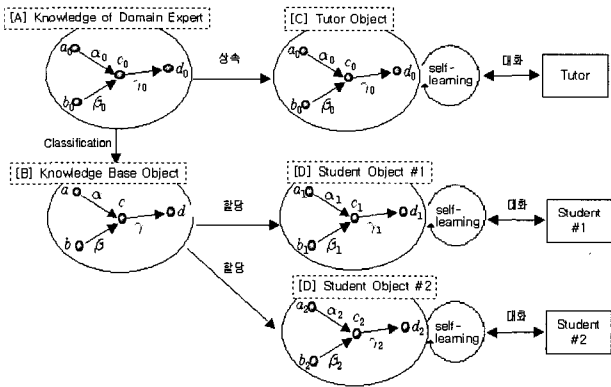 [A] Knowledge of Domain Expert
a₀ α₀ c₀ d₀
b₀ β₀ γ₁₀
상속
[C] Tutor Object
a₀ α₀ c₀ d₀
b₀ β₀ γ₁₀
self-learning
대화
Tutor
Classification
[B] Knowledge Base Object
a α c d
b β γ
할당
[D] Student Object #1
a₁ α₁ c₁ d₁
b₁ β₁ γ₁
self-learning
대화
Student
#1
할당
[D] Student Object #2
a₂ α₂ c₂ d₂
b₂ β₂ γ₁₂
self-learning
대화
Student
#2